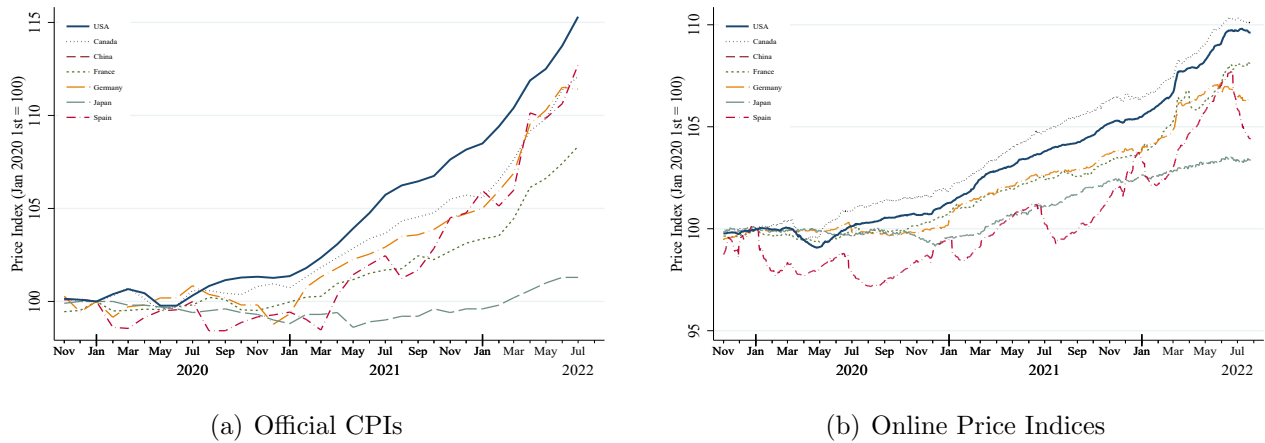 Price Index (Jan 2020 1st = 100)
115
110
105
100
USA
Canada
China
France
Germany
Japan
Spain
Nov Jan Mar May Jul Sep Nov Jan Mar May Jul Sep Nov Jan Mar May Jul
2020 2021 2022
(a) Official CPIs
Price Index (Jan 2020 1st = 100)
110
105
100
95
USA
Canada
China
France
Germany
Japan
Spain
Nov Jan Mar May Jul Sep Nov Jan Mar May Jul Sep Nov Jan Mar May Jul
2020 2021 2022
(b) Online Price Indices